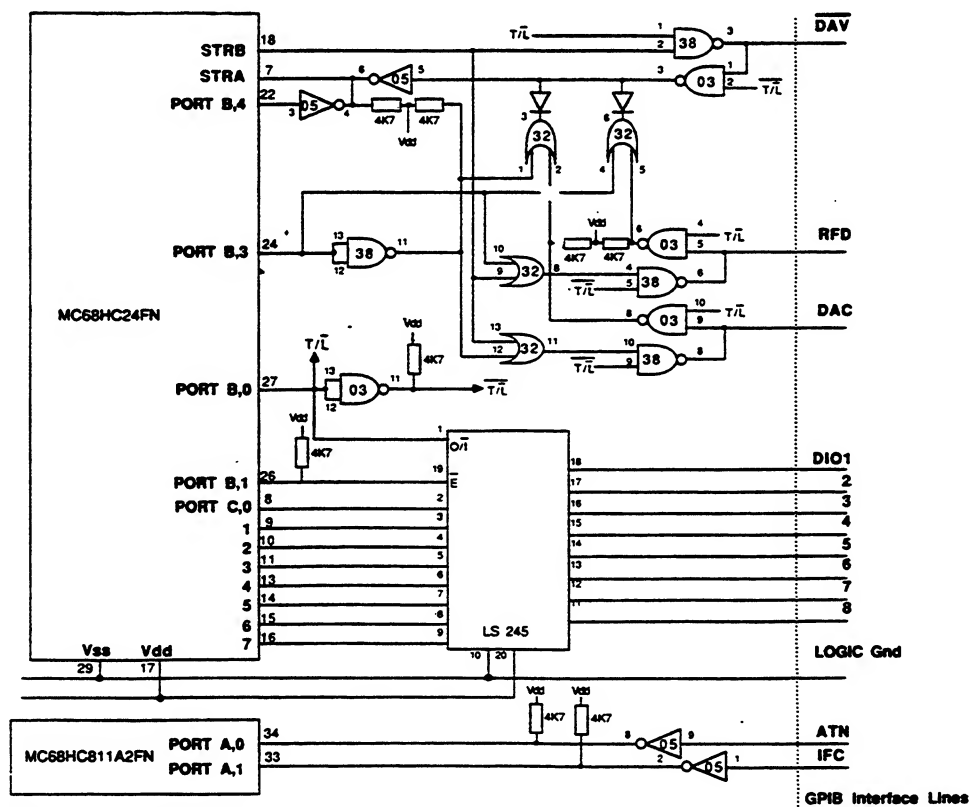 DAV
T/L 1 38 3
2
STRB 18
STRA 7 6 05 5
3 03 1
2 T/L
PORT B,4 22 3 05 4
4K7 4K7
Vdd
3 32 1 2
6 32 4 5
PORT B,3 24 13 38 11
12
Vdd
4K7 4K7
6 03 4 T/L
5 RFD
10 32 8
9
4 38 6
T/L 5
8 03 10 T/L
9 DAC
13 32 11
12
10 38 8
T/L 9
MC68HC24FN
T/L
Vdd
4K7
PORT B,0 27 13 03 11 T/L
12
Vdd
4K7
1 O/I
PORT B,1 26 19 E
PORT C,0 8 2
1 9 3
2 10 4
3 11 5
4 13 6
5 14 7
6 15 8
7 16 9
LS 245
10 20
18 DIO1
17 2
16 3
15 4
14 5
13 6
12 7
11 8
Vss Vdd
29 17
LOGIC Gnd
MC68HC811A2FN
Vdd Vdd
4K7 4K7
PORT A,0 34 8 05 9 ATN
PORT A,1 33 2 05 1 IFC
GPIB Interface Lines